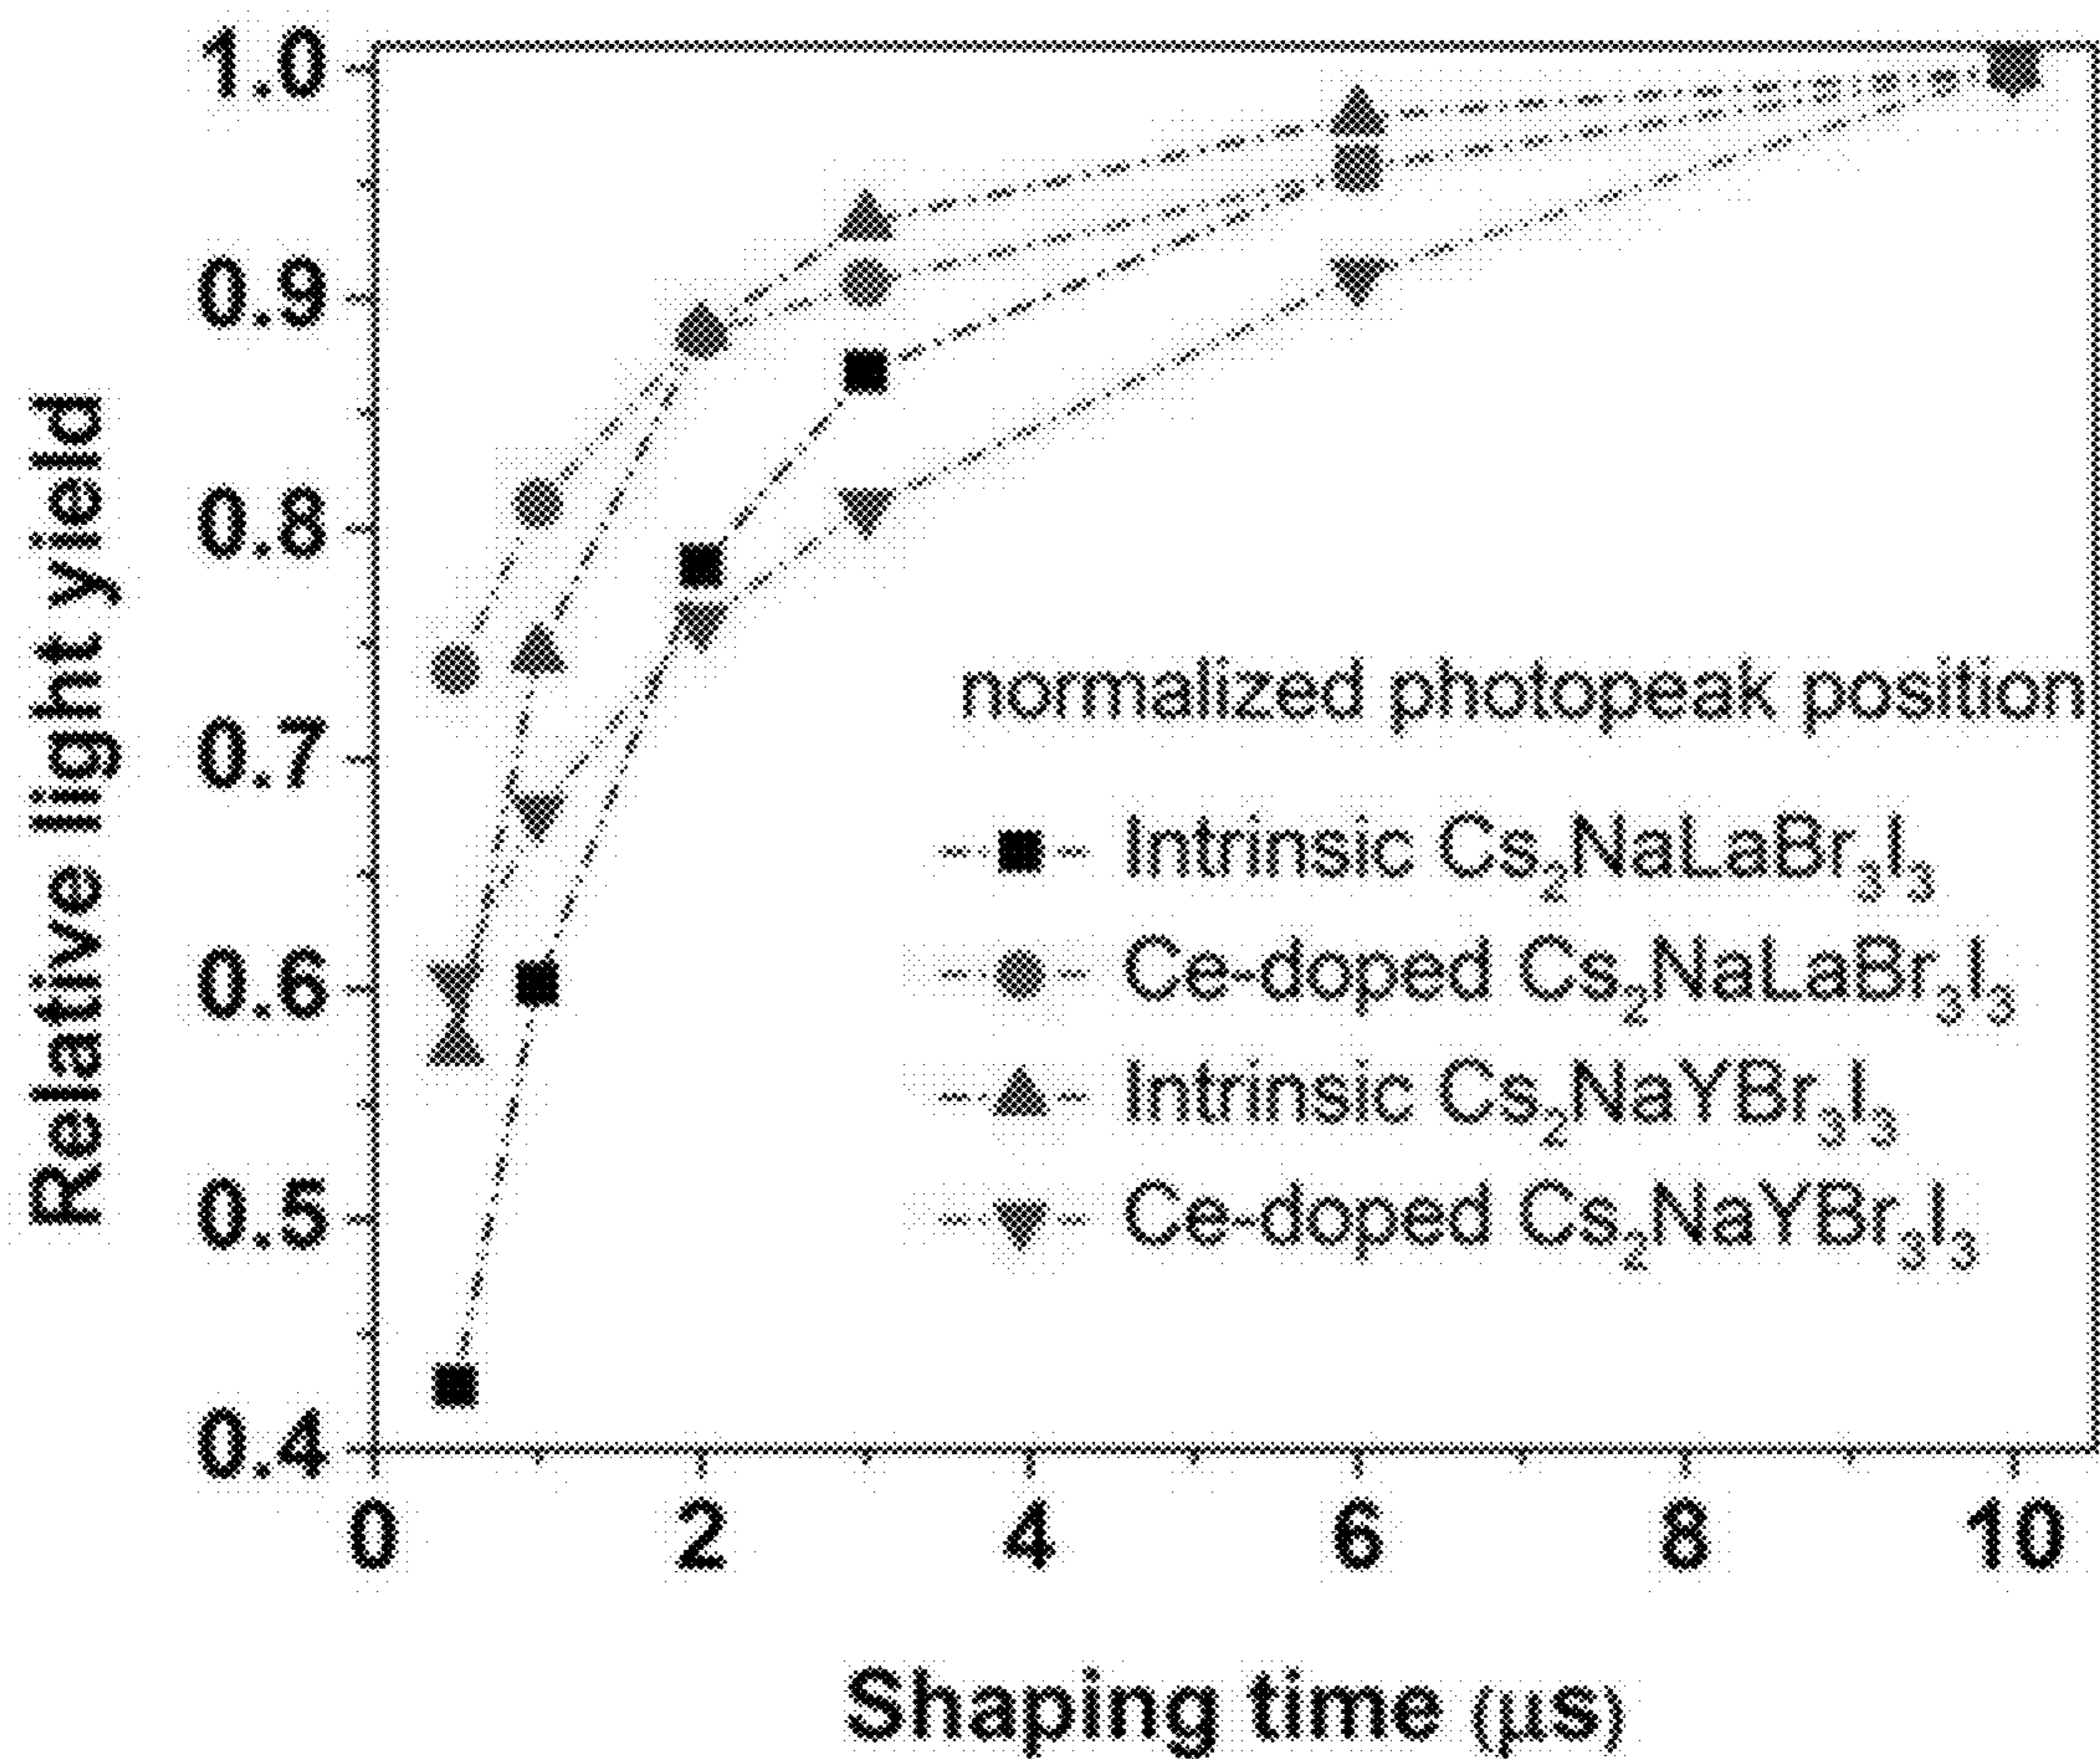 1.0
0.9
0.8
0.7
0.6
0.5
0.4
Relative light yield
normalized photopeak position
Intrinsic Cs₂NaLaBr₃I₃
Ce-doped Cs₂NaLaBr₃I₃
Intrinsic Cs₂NaYBr₃I₃
Ce-doped Cs₂NaYBr₃I₃
0 2 4 6 8 10
Shaping time (μs)